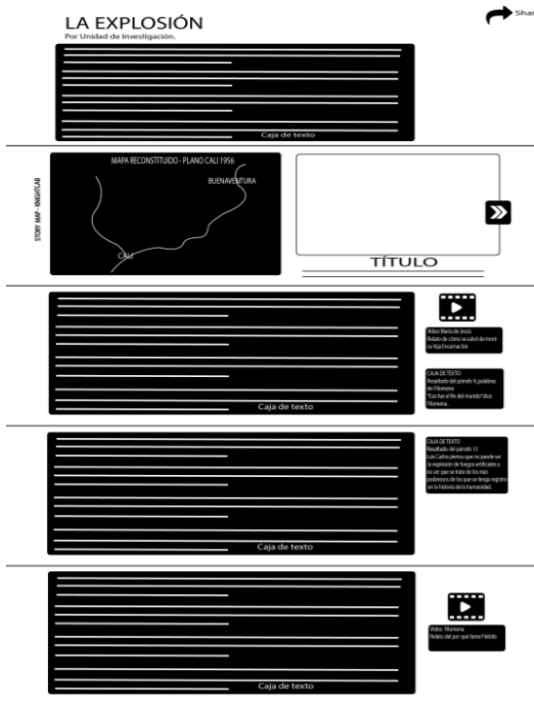 Shar
LA EXPLOSIÓN
Por Unidad de Investigación.
Caja de texto
STORY MAP - KNIGHTLAB
MAPA RECONSTITUIDO - PLANO CALI 1956
BUENAVENTURA
CALI
TÍTULO
Caja de texto
Video María de Jesús
Relato de cómo se salvó de morir
su hija Encarnación
CAJA DE TEXTO
Resaltado del párrafo 9, palabras
de Filomena
"Eso fue el fin del mundo" dice
Filomena .
Caja de texto
CAJA DE TEXTO
Resaltado del párrafo 13
Luis Carlos piensa que no puede ser
la explosión de fuegos artificiales a
no ser que se trate de los más
poderosos de los que se tenga registro
en la historia de la humanidad.
Caja de texto
Video Filomena
Relato del por qué tiene Flebitis